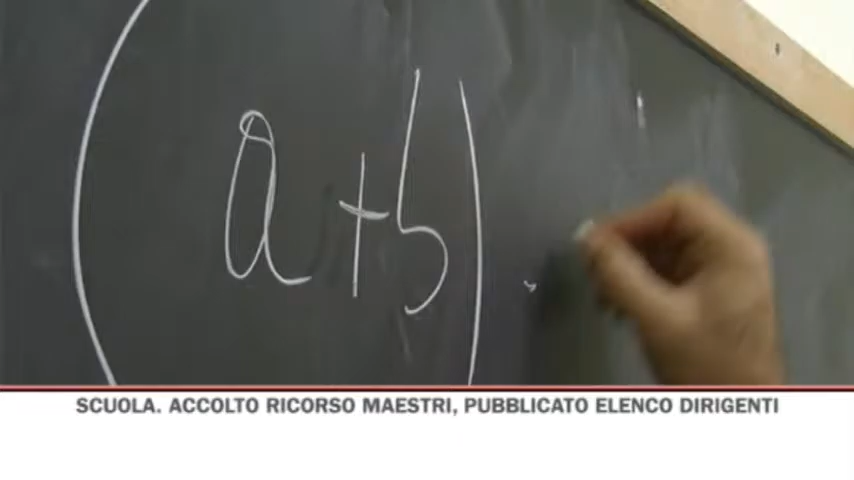 (a+b).
SCUOLA. ACCOLTO RICORSO MAESTRI, PUBBLICATO ELENCO DIRIGENTI